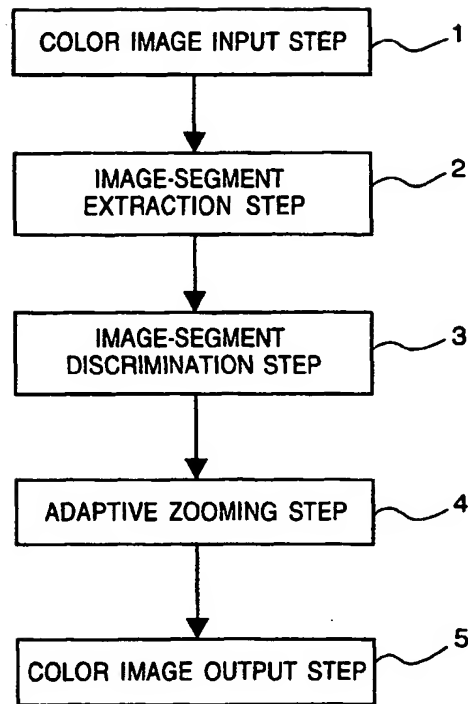 COLOR IMAGE INPUT STEP
1
IMAGE-SEGMENT
EXTRACTION STEP
2
IMAGE-SEGMENT
DISCRIMINATION STEP
3
ADAPTIVE ZOOMING STEP
4
COLOR IMAGE OUTPUT STEP
5